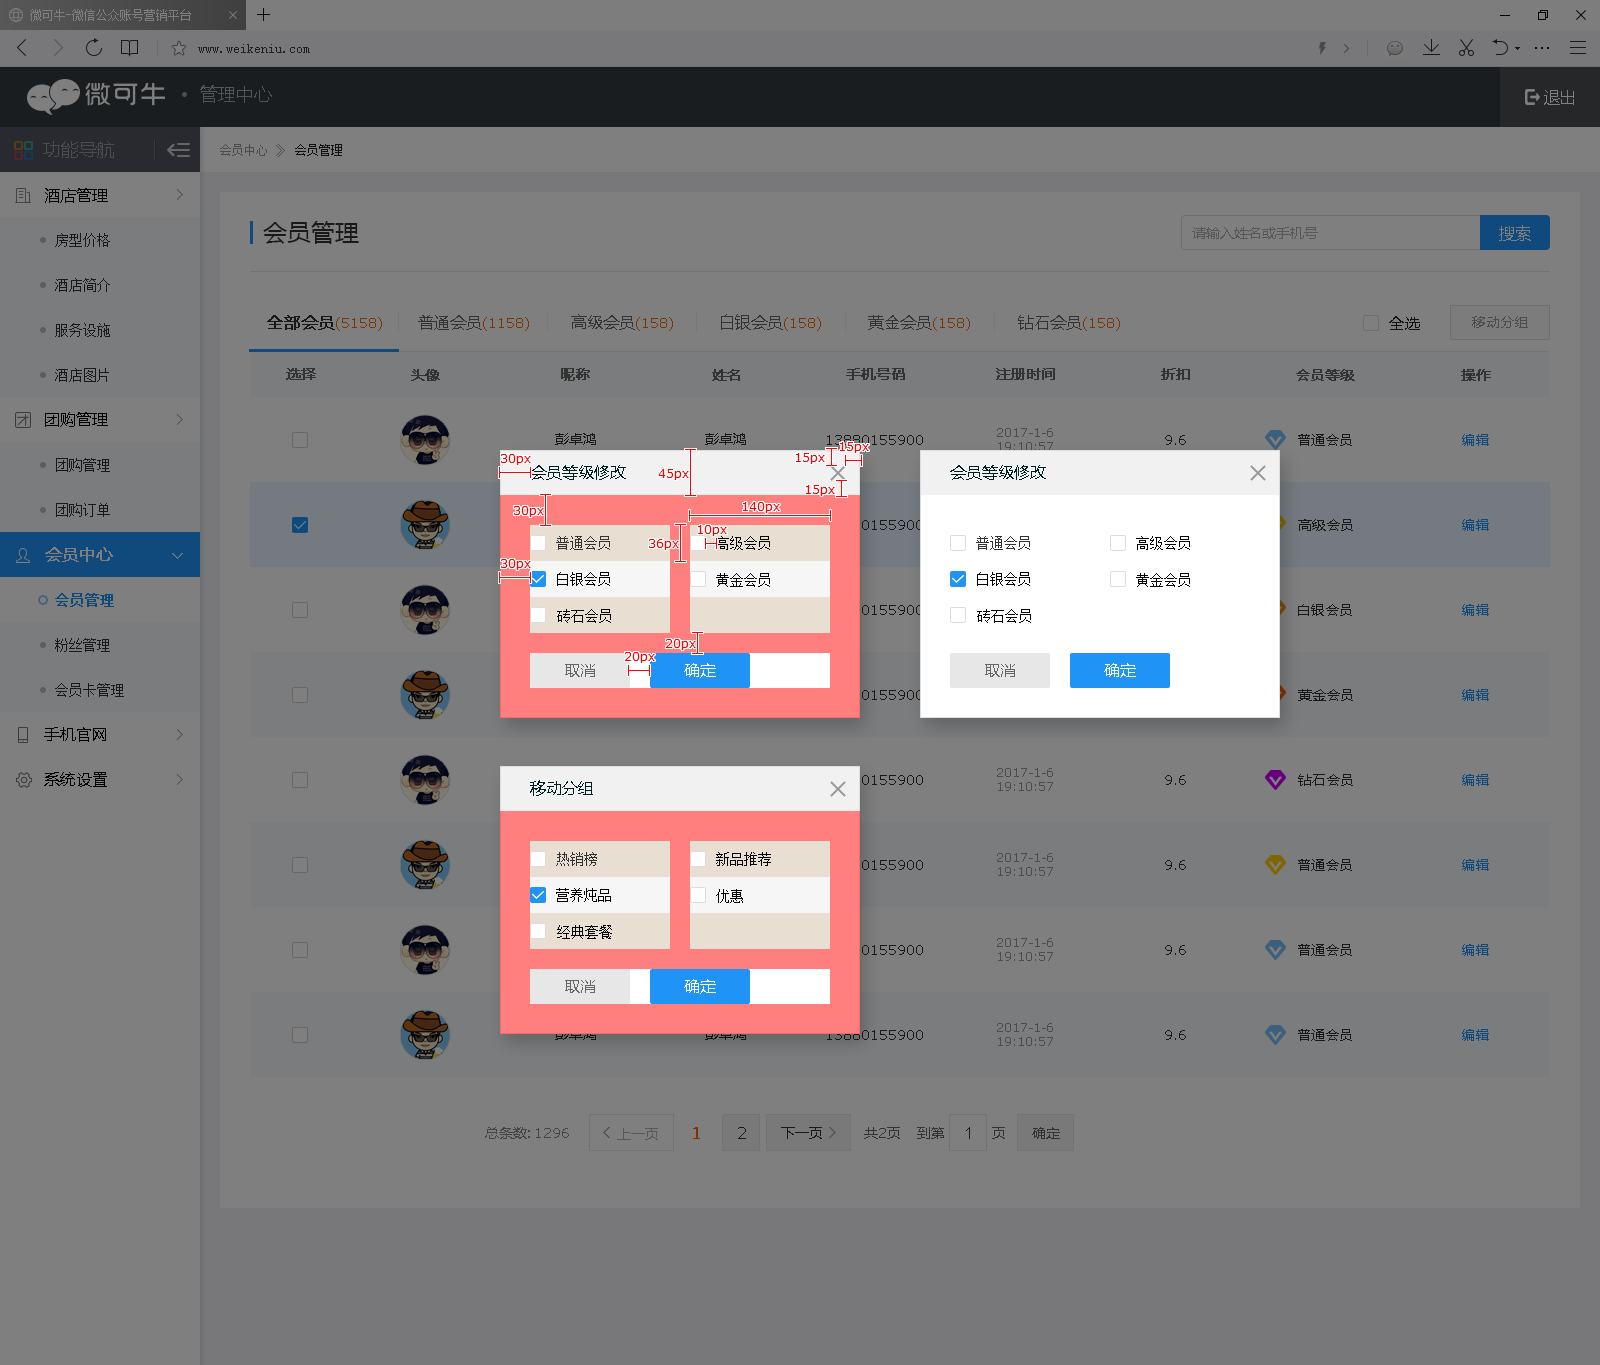 微可牛-微信公众账号营销平台
www.weikeniu.com
微可牛 · 管理中心
退出
功能导航
会员中心 会员管理
酒店管理
房型价格
酒店简介
服务设施
酒店图片
团购管理
团购管理
团购订单
会员中心
会员管理
粉丝管理
会员卡管理
手机官网
系统设置
会员管理
请输入姓名或手机号
搜索
全部会员(5158) 普通会员(1158) 高级会员(158) 白银会员(158) 黄金会员(158) 钻石会员(158) 全选 移动分组
选择 头像 昵称 姓名 手机号码 注册时间 折扣 会员等级 操作
彭卓鸿 彭卓鸿 13880155900 2017-1-6 9.6 普通会员 编辑
19:10:57
0155900 高级会员 编辑
0155900 白银会员 编辑
0155900 黄金会员 编辑
0155900 2017-1-6 9.6 钻石会员 编辑
19:10:57
0155900 2017-1-6 9.6 普通会员 编辑
19:10:57
0155900 2017-1-6 9.6 普通会员 编辑
19:10:57
彭卓鸿 彭卓鸿 13880155900 2017-1-6 9.6 普通会员 编辑
19:10:57
30px
会员等级修改
45px
15px
15px
15px
30px
140px
10px
36px
普通会员 高级会员
30px
白银会员 黄金会员
砖石会员
20px
20px
取消 确定
会员等级修改
普通会员 高级会员
白银会员 黄金会员
砖石会员
取消 确定
移动分组
热销榜 新品推荐
营养炖品 优惠
经典套餐
取消 确定
总条数: 1296 上一页 1 2 下一页 共2页 到第 1 页 确定